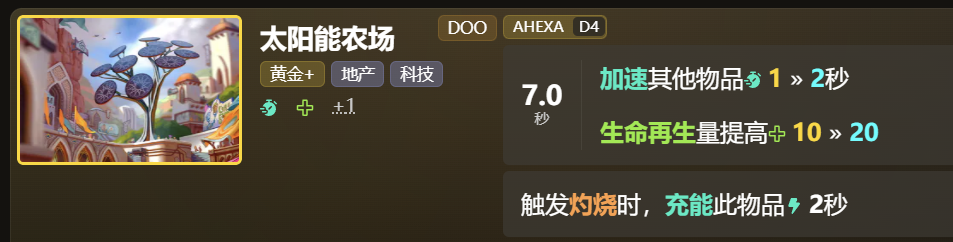 太阳能农场
DOO
黄金+
地产
科技
+1
AHEXA D4
7.0
秒
加速其他物品 1 » 2秒
生命再生量提高 10 » 20
触发灼烧时，充能此物品 2秒